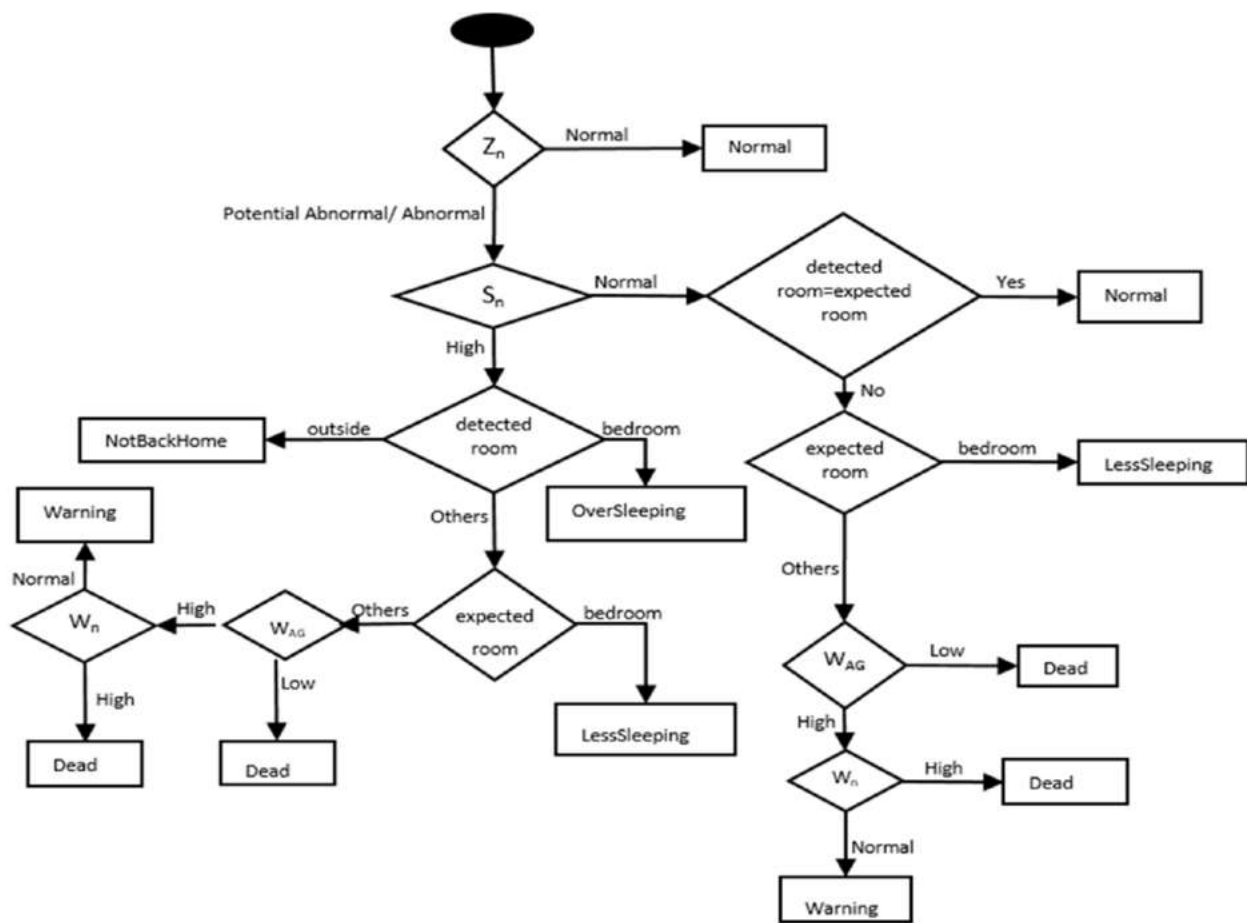 Zn
Normal
Normal
Potential Abnormal/ Abnormal
Sn
Normal
detected
room=expected
room
Yes
Normal
High
No
NotBackHome
outside
detected
room
bedroom
OverSleeping
expected
room
bedroom
LessSleeping
Others
Others
Warning
Normal
Wn
High
WAG
Others
expected
room
bedroom
LessSleeping
High
Dead
Low
Dead
WAG
Low
Dead
High
Wn
High
Dead
Normal
Warning